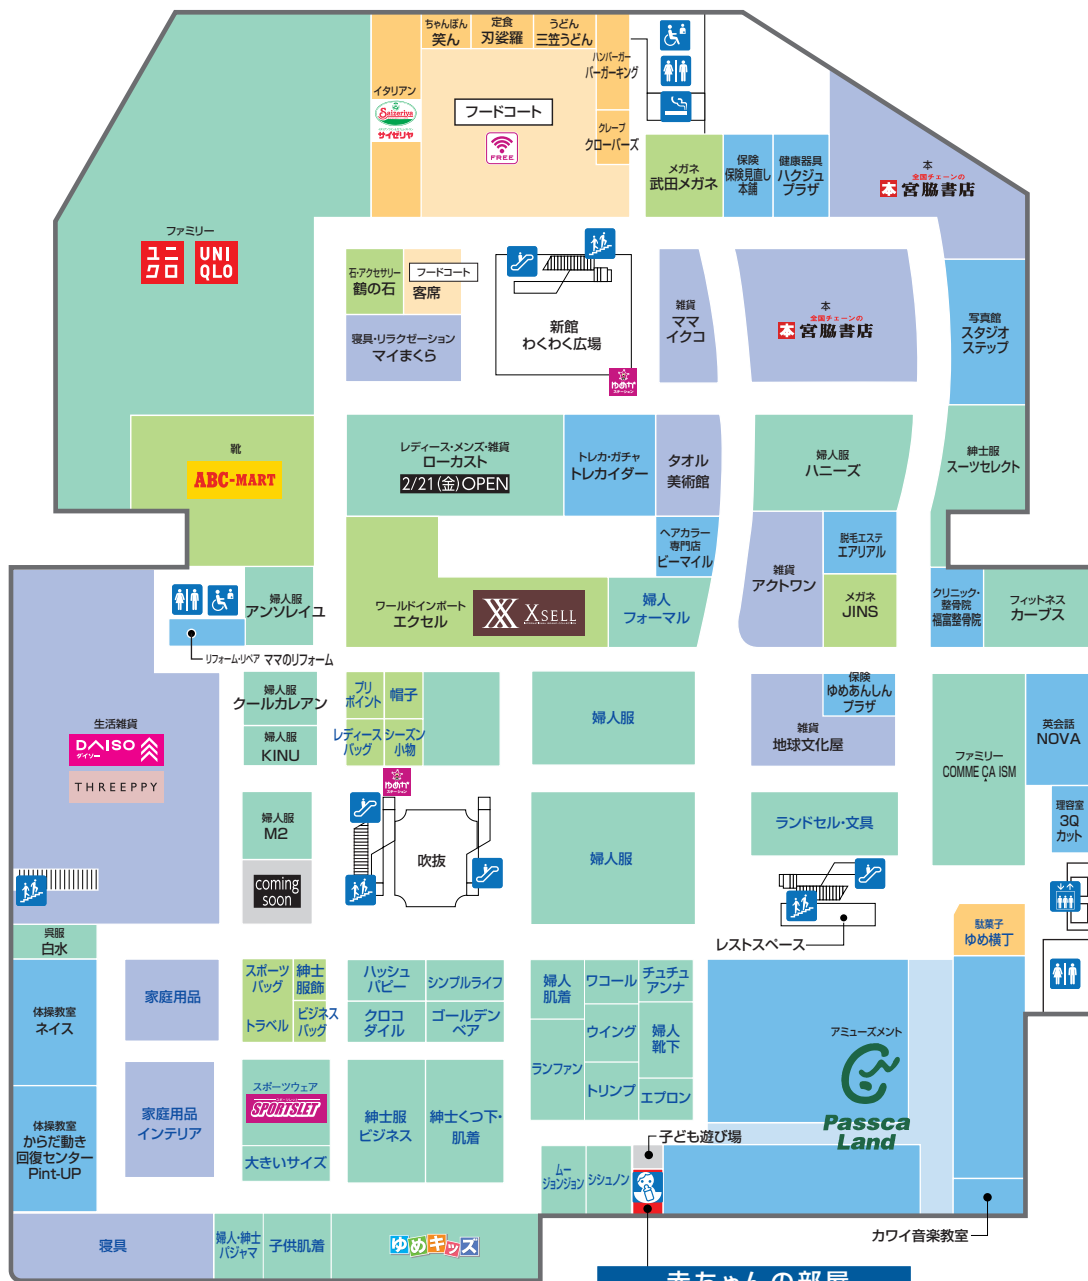 ちゃんぽん
笑ん
定食
刃娑羅
うどん
三笠うどん
ハンバーガー
バーガーキング
イタリアン
Saizeriya
サイゼリヤ
フードコート
FREE
クレープ
クローバーズ
メガネ
武田メガネ
保険
保険見直し
本舗
健康器具
ハクジュ
プラザ
本
全国チェーンの
本 宮脇書店
ファミリー
ユニ
クロ
UNI
QLO
石・アクセサリー
鶴の石
フードコート
客席
寝具・リラクゼーション
マイまくら
新館
わくわく広場
ゆめか
ステーション
雑貨
ママ
イクコ
本
全国チェーンの
本 宮脇書店
写真館
スタジオ
ステップ
靴
ABC-MART
レディース・メンズ・雑貨
ローカスト
2/21(金)OPEN
トレカ・ガチャ
トレカイダー
タオル
美術館
婦人服
ハニーズ
紳士服
スーツセレクト
ヘアカラー
専門店
ビーマイル
雑貨
アクトワン
脱毛エステ
エアリアル
メガネ
JINS
クリニック・
整骨院
福富整骨院
フィットネス
カーブス
婦人服
アンソレイユ
ワールドインポート
エクセル
XSELL
婦人
フォーマル
リフォーム・リペア ママのリフォーム
生活雑貨
DAISO
ダイソー
THREEPPY
婦人服
クールカレアン
婦人服
KINU
プリ
ポイント
帽子
レディース
バッグ
シーズン
小物
ゆめか
ステーション
婦人服
雑貨
地球文化屋
保険
ゆめあんしん
プラザ
ファミリー
COMME CA ISM
英会話
NOVA
理容室
3Q
カット
婦人服
M2
coming
soon
吹抜
婦人服
ランドセル・文具
レストスペース
駄菓子
ゆめ横丁
呉服
白水
体操教室
ネイス
家庭用品
スポーツ
バッグ
トラベル
紳士
服飾
ビジネス
バッグ
ハッシュ
パピー
シンプルライフ
クロコ
ダイル
ゴールデン
ベア
婦人
肌着
ワコール
チュチュ
アンナ
ウイング
婦人
靴下
ランファン
トリンプ
エプロン
アミューズメント
Passca
Land
体操教室
からだ動き
回復センター
Pint-UP
家庭用品
インテリア
スポーツウェア
SPORTSLET
大きいサイズ
紳士服
ビジネス
紳士くつ下・
肌着
子ども遊び場
ムー
ジョンジョン
シシュノン
カワイ音楽教室
寝具
婦人・紳士
パジャマ
子供肌着
ゆめキッズ
赤ちゃんの部屋